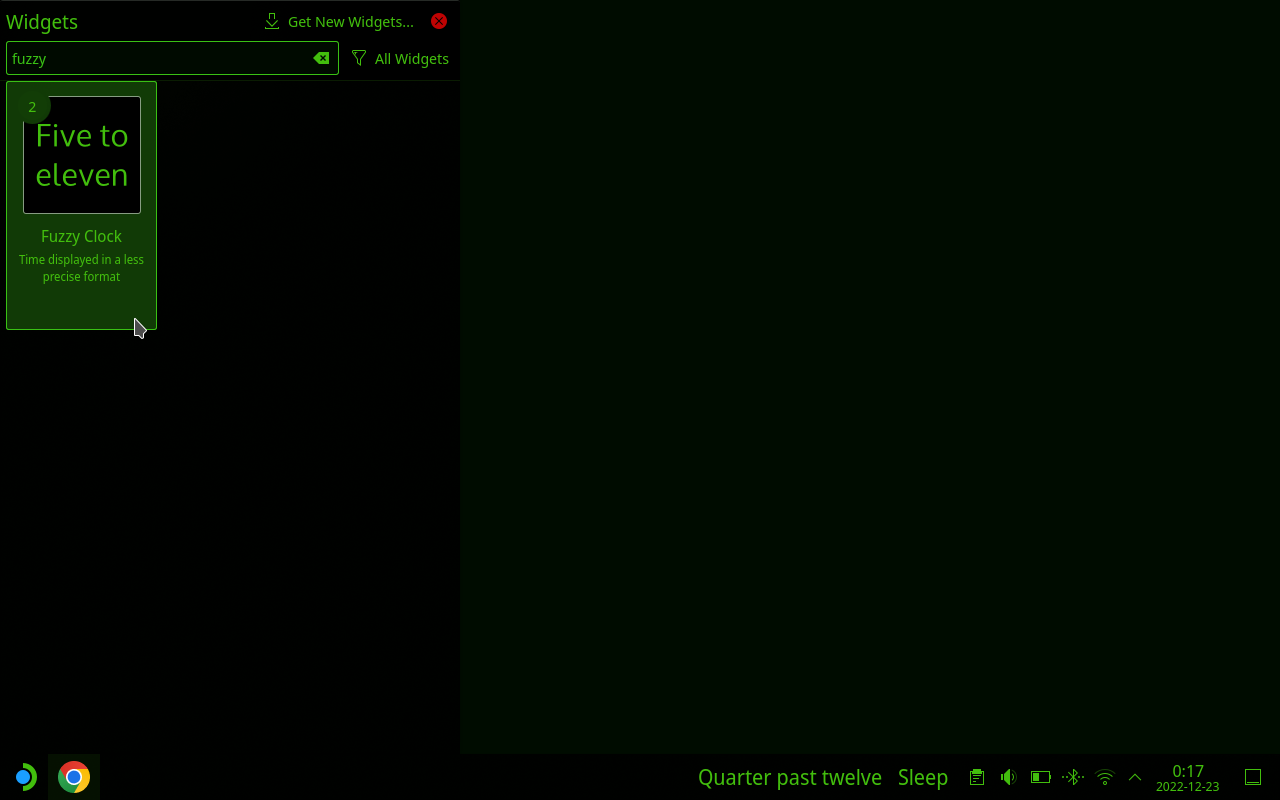 Widgets
Get New Widgets...
fuzzy
All Widgets
2
Five to
eleven
Fuzzy Clock
Time displayed in a less
precise format
Quarter past twelve
Sleep
0:17
2022-12-23